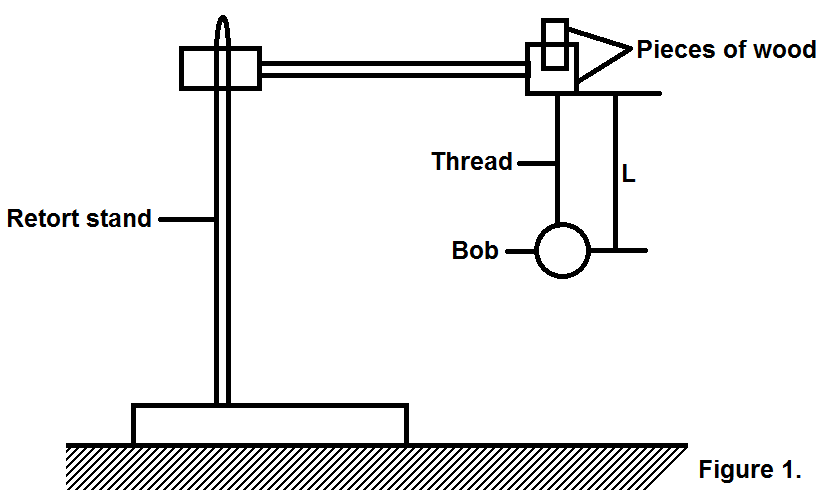 Pieces of wood
Thread
L
Retort stand
Bob
Figure 1.